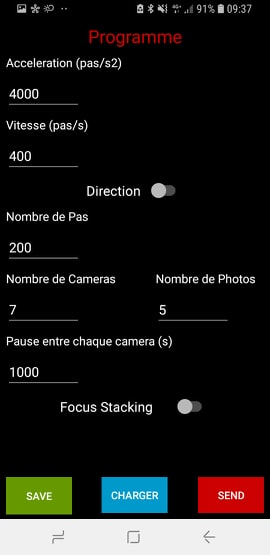 91% 09:37
Programme
Acceleration (pas/s2)
4000
Vitesse (pas/s)
400
Direction
Nombre de Pas
200
Nombre de Cameras Nombre de Photos
7 5
Pause entre chaque camera (s)
1000
Focus Stacking
SAVE CHARGER SEND